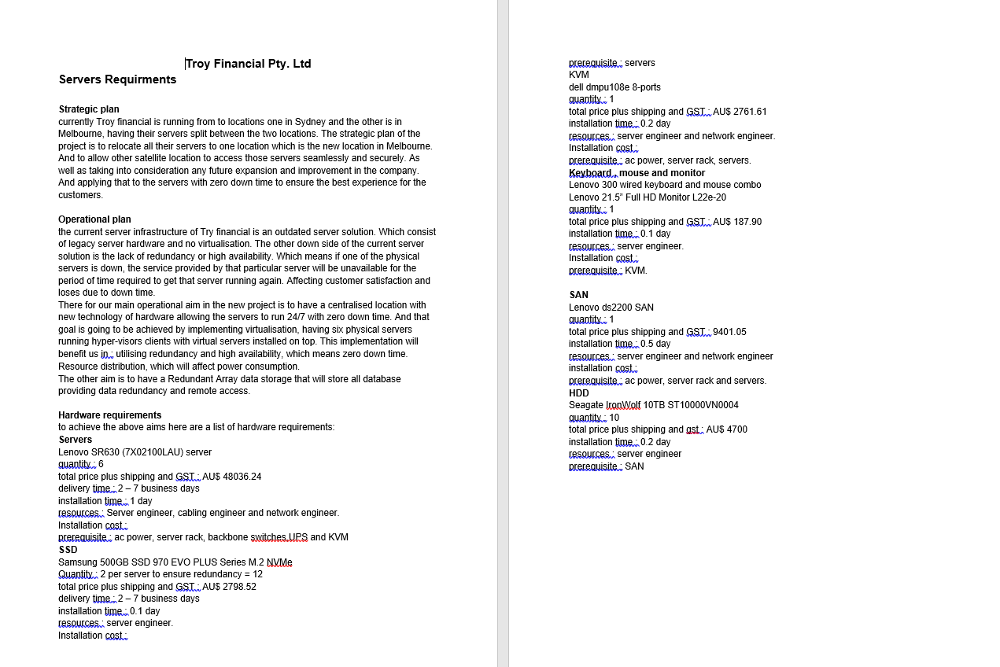 Troy Financial Pty. Ltd
Servers Requirments
Strategic plan
currently Troy financial is running from to locations one in Sydney and the other is in
Melbourne, having their servers split between the two locations. The strategic plan of the
project is to relocate all their servers to one location which is the new location in Melbourne.
And to allow other satellite location to access those servers seamlessly and securely. As
well as taking into consideration any future expansion and improvement in the company.
And applying that to the servers with zero down time to ensure the best experience for the
customers.
Operational plan
the current server infrastructure of Try financial is an outdated server solution. Which consist
of legacy server hardware and no virtualisation. The other down side of the current server
solution is the lack of redundancy or high availability. Which means if one of the physical
servers is down, the service provided by that particular server will be unavailable for the
period of time required to get that server running again. Affecting customer satisfaction and
loses due to down time.
There for our main operational aim in the new project is to have a centralised location with
new technology of hardware allowing the servers to run 24/7 with zero down time. And that
goal is going to be achieved by implementing virtualisation, having six physical servers
running hyper-visors clients with virtual servers installed on top. This implementation will
benefit us in : utilising redundancy and high availability, which means zero down time.
Resource distribution, which will affect power consumption.
The other aim is to have a Redundant Array data storage that will store all database
providing data redundancy and remote access.
Hardware requirements
to achieve the above aims here are a list of hardware requirements:
Servers
Lenovo SR630 (7X02100LAU) server
quantity : 6
total price plus shipping and GST : AU$ 48036.24
delivery time : 2 – 7 business days
installation time : 1 day
resources : Server engineer, cabling engineer and network engineer.
Installation cost :
prerequisite : ac power, server rack, backbone switches,UPS and KVM
SSD
Samsung 500GB SSD 970 EVO PLUS Series M.2 NVMe
Quantity : 2 per server to ensure redundancy = 12
total price plus shipping and GST : AU$ 2798.52
delivery time : 2 – 7 business days
installation time : 0.1 day
resources : server engineer.
Installation cost :
prerequisite : servers
KVM
dell dmpu108e 8-ports
quantity : 1
total price plus shipping and GST : AU$ 2761.61
installation time : 0.2 day
resources : server engineer and network engineer.
Installation cost :
prerequisite : ac power, server rack, servers.
Keyboard , mouse and monitor
Lenovo 300 wired keyboard and mouse combo
Lenovo 21.5” Full HD Monitor L22e-20
quantity : 1
total price plus shipping and GST : AU$ 187.90
installation time : 0.1 day
resources : server engineer.
Installation cost :
prerequisite : KVM.
SAN
Lenovo ds2200 SAN
quantity : 1
total price plus shipping and GST : 9401.05
installation time : 0.5 day
resources : server engineer and network engineer
installation cost :
prerequisite : ac power, server rack and servers.
HDD
Seagate IronWolf 10TB ST10000VN0004
quantity : 10
total price plus shipping and gst : AU$ 4700
installation time : 0.2 day
resources : server engineer
prerequisite : SAN